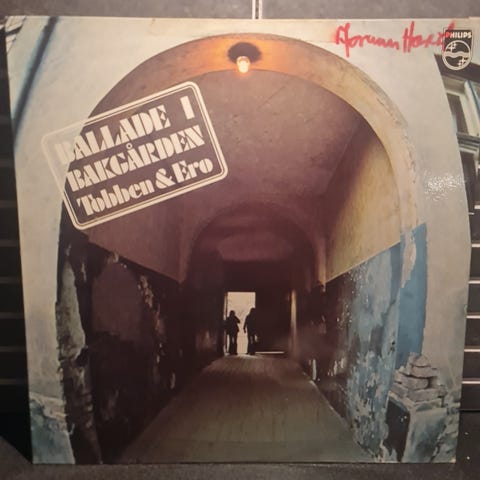 PHILIPS
BALLADE I
BAKGÅRDEN
Tobben & Ero